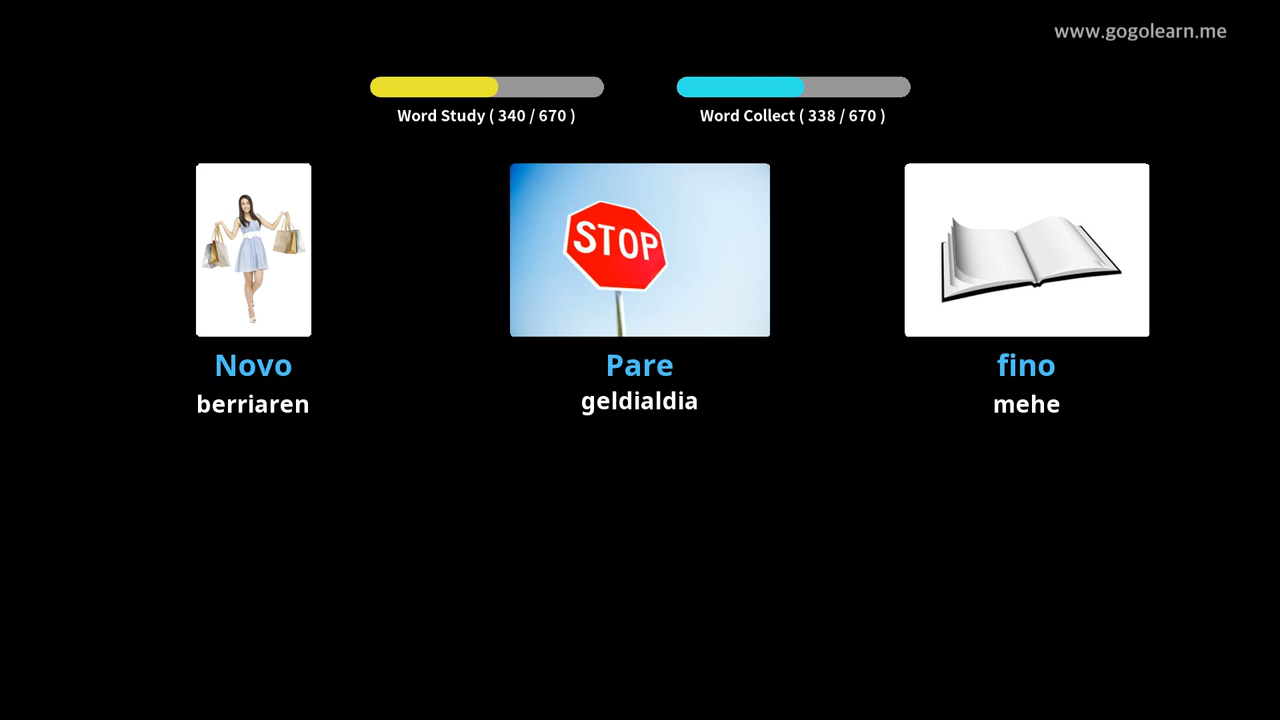 www.gogolearn.me
Word Study ( 340 / 670 )
Word Collect ( 338 / 670 )
STOP
Novo
Pare
fino
berriaren
geldialdia
mehe